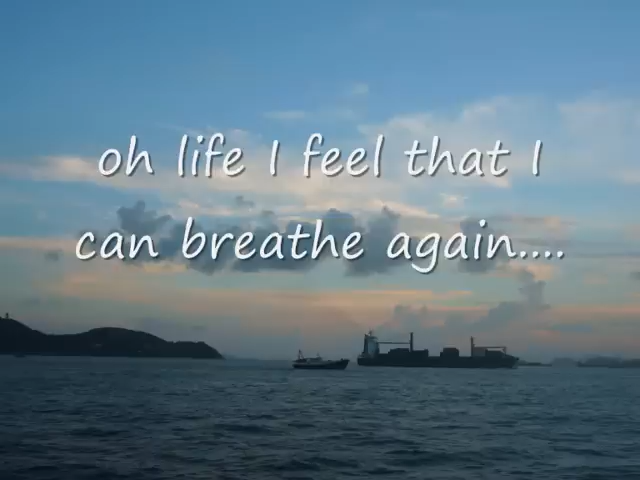 oh life I feel that I
can breathe again....